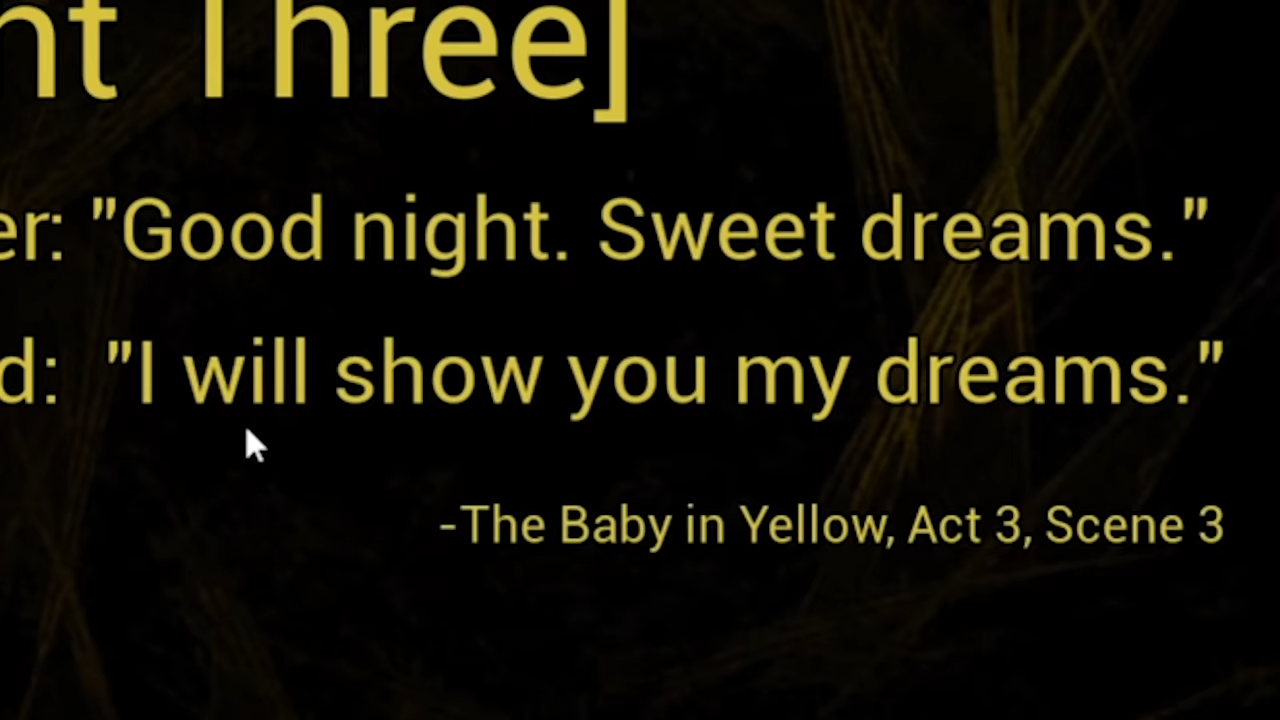 nt Three]
er: "Good night. Sweet dreams."
d: "I will show you my dreams."
-The Baby in Yellow, Act 3, Scene 3